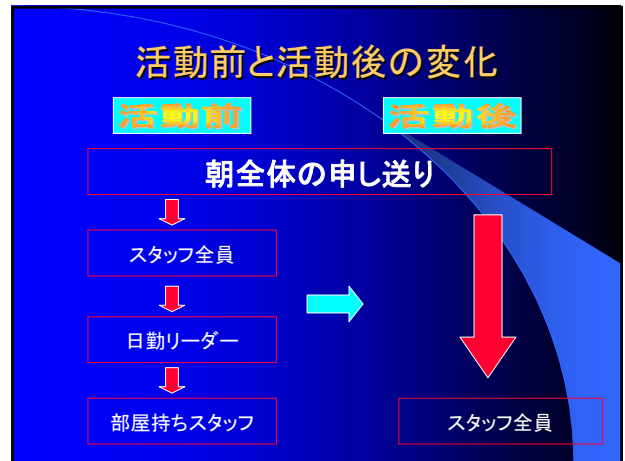 活動前と活動後の変化
活動前
活動後
朝全体の申し送り
スタッフ全員
日勤リーダー
部屋持ちスタッフ
スタッフ全員